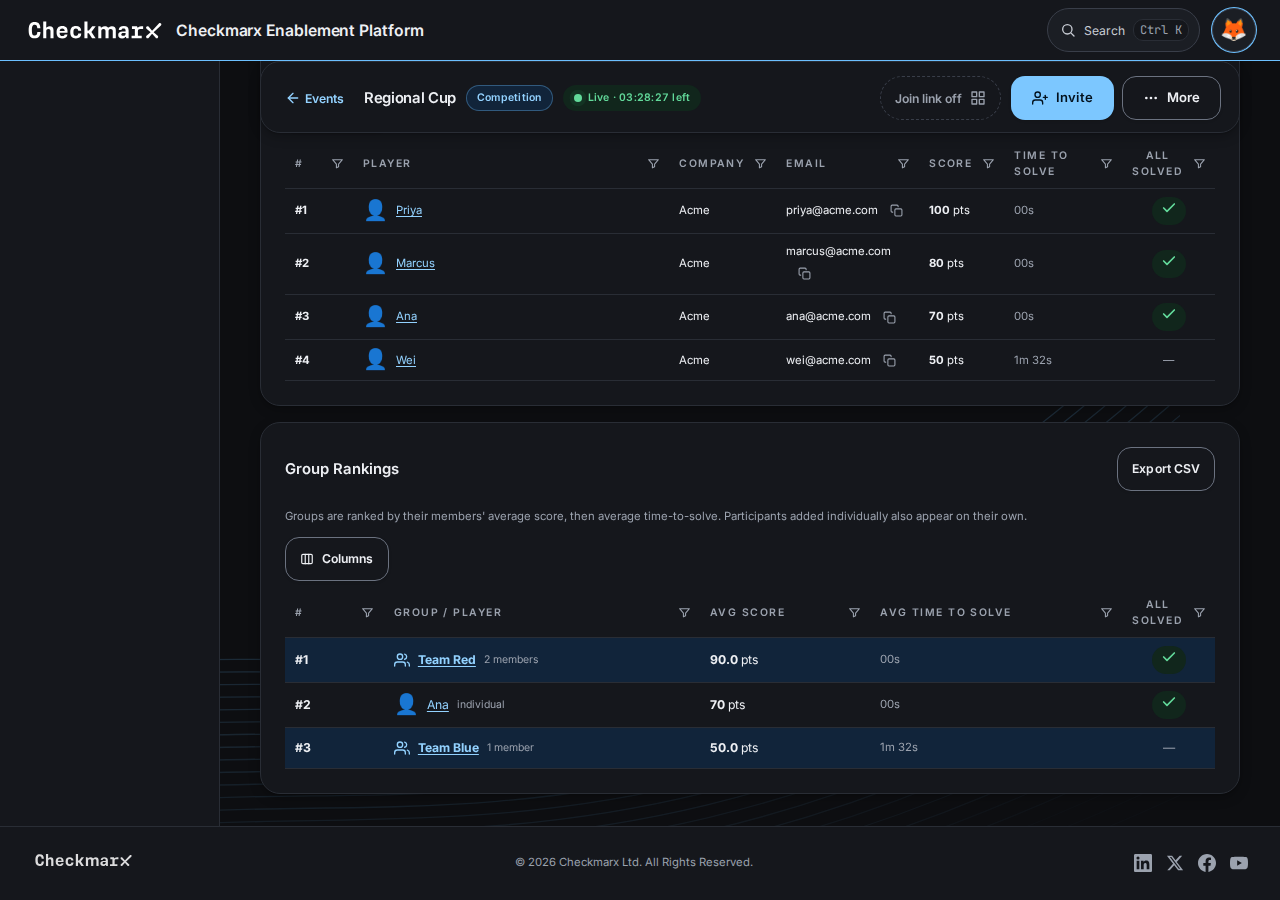 Checkmarx Checkmarx Enablement Platform Search Ctrl K
Events Regional Cup Competition Live · 03:28:27 left Join link off Invite More
# PLAYER COMPANY EMAIL SCORE TIME TO SOLVE ALL SOLVED
#1 Priya Acme priya@acme.com 100 pts 00s
#2 Marcus Acme marcus@acme.com 80 pts 00s
#3 Ana Acme ana@acme.com 70 pts 00s
#4 Wei Acme wei@acme.com 50 pts 1m 32s —
Group Rankings Export CSV
Groups are ranked by their members' average score, then average time-to-solve. Participants added individually also appear on their own.
Columns
# GROUP / PLAYER AVG SCORE AVG TIME TO SOLVE ALL SOLVED
#1 Team Red 2 members 90.0 pts 00s
#2 Ana individual 70 pts 00s
#3 Team Blue 1 member 50.0 pts 1m 32s —
Checkmarx © 2026 Checkmarx Ltd. All Rights Reserved.